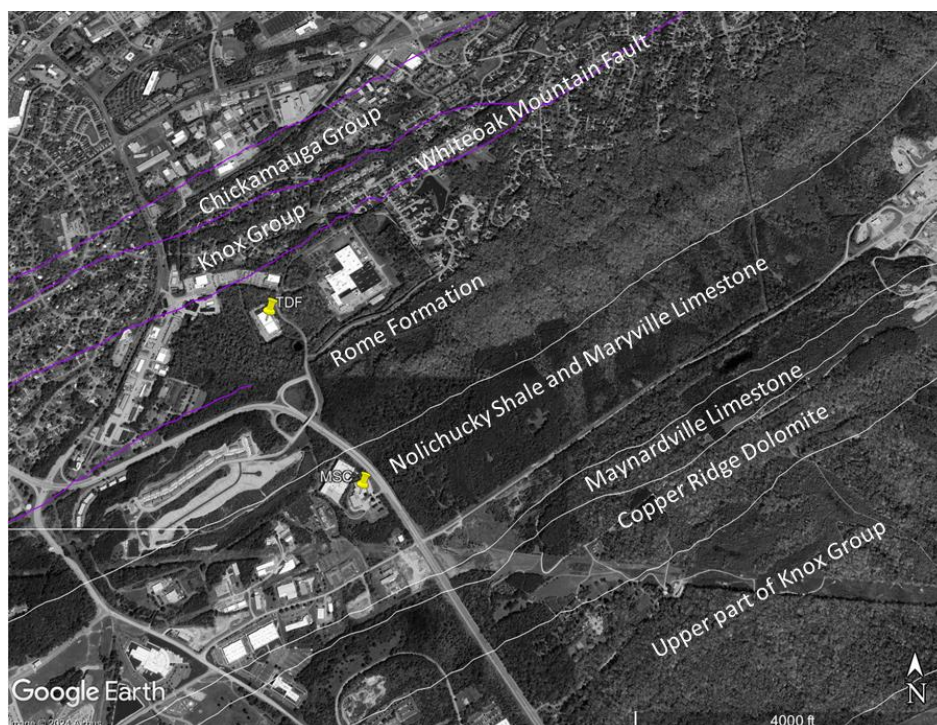 Chickamauga Group
Whiteoak Mountain Fault
Knox Group
TDF
Rome Formation
Nolichucky Shale and Maryville Limestone
MSC
Maynardville Limestone
Copper Ridge Dolomite
Upper part of Knox Group
Google Earth
N
4000 ft